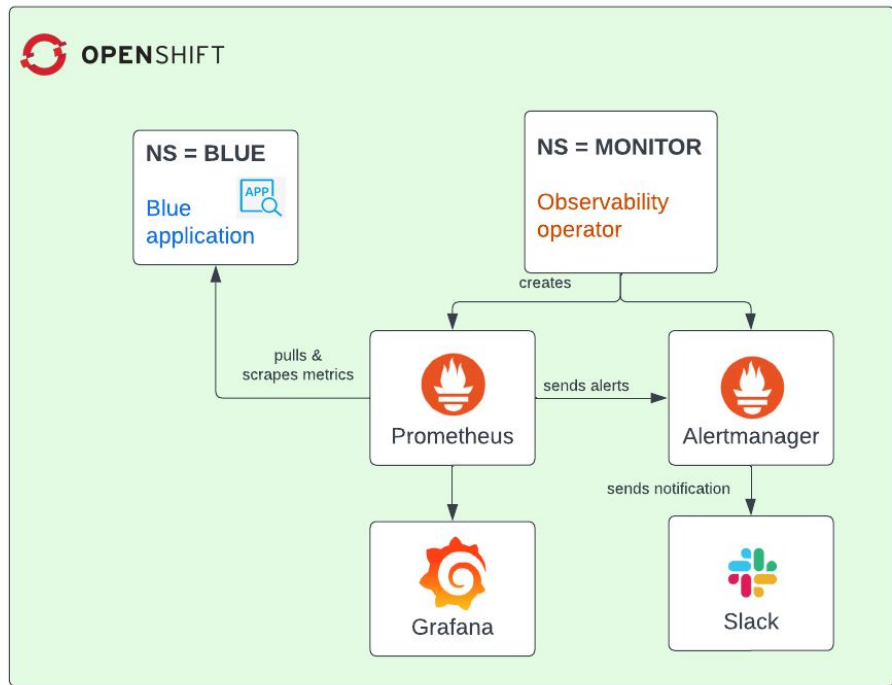 OPENSHIFT
NS = BLUE
APP
Blue
application
NS = MONITOR
Observability
operator
creates
pulls &
scrapes metrics
Prometheus
sends alerts
Alertmanager
sends notification
Grafana
Slack